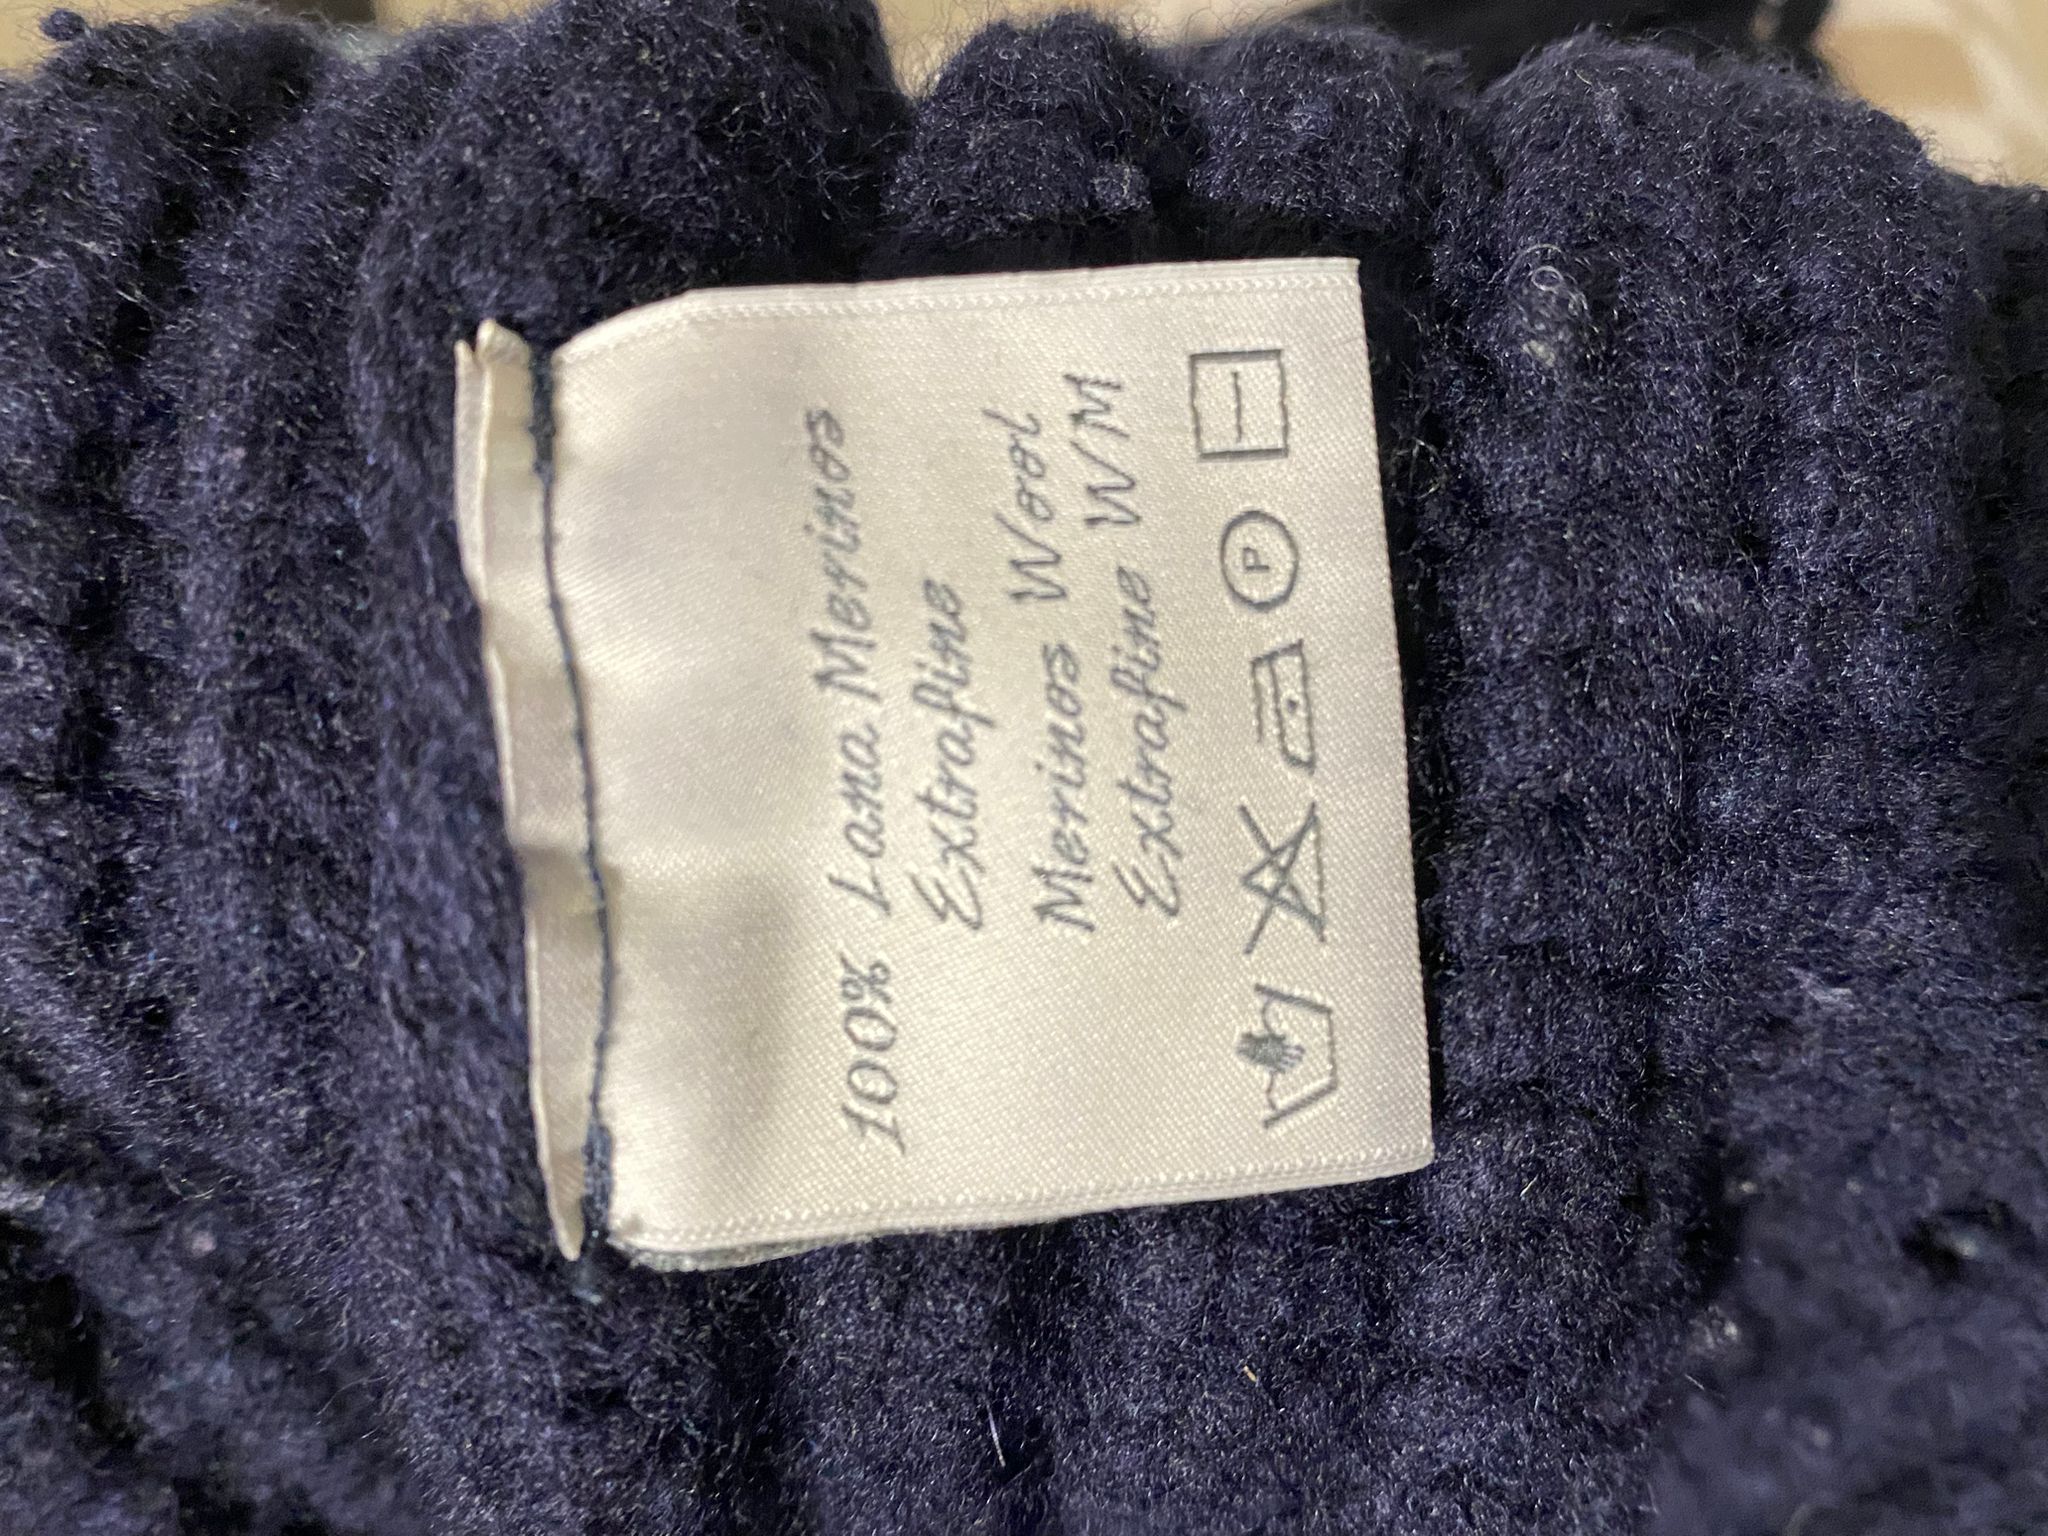 100% Lana Merinos
Extrafine
Merinos Wool
Extrafine WM
P